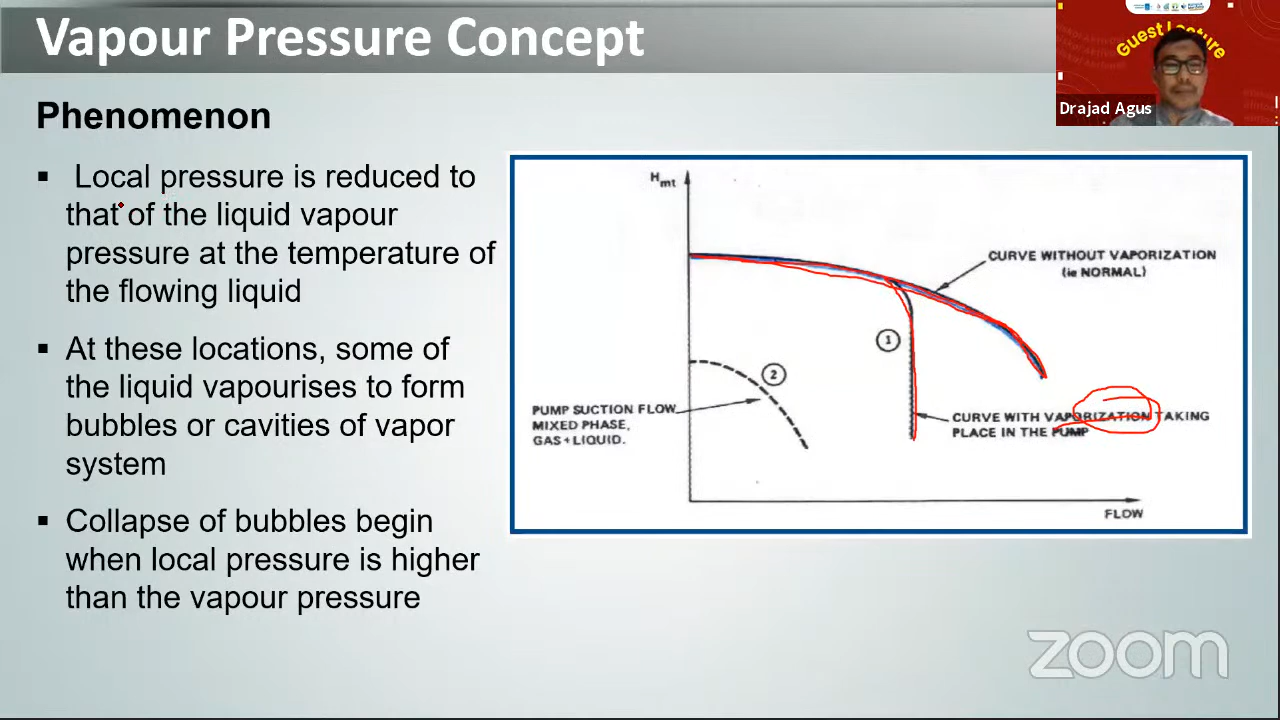 Vapour Pressure Concept
Guest Lecture
Drajad Agus
Phenomenon
▪ Local pressure is reduced to
that of the liquid vapour
pressure at the temperature of
the flowing liquid
▪ At these locations, some of
the liquid vapourises to form
bubbles or cavities of vapor
system
▪ Collapse of bubbles begin
when local pressure is higher
than the vapour pressure
Hmt
CURVE WITHOUT VAPORIZATION
(ie NORMAL)
1
2
PUMP SUCTION FLOW
MIXED PHASE,
GAS + LIQUID.
CURVE WITH VAPORIZATION TAKING
PLACE IN THE PUMP
FLOW
zoom